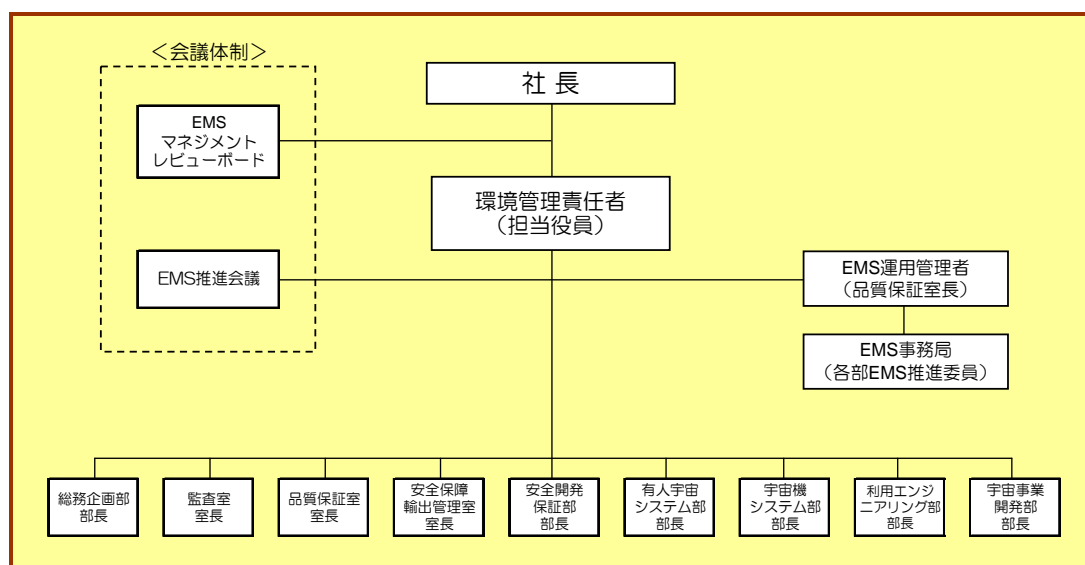 ＜会議体制＞
社 長
EMS
マネジメント
レビューボード
環境管理責任者
（担当役員）
EMS推進会議
EMS運用管理者
（品質保証室長）
EMS事務局
（各部EMS推進委員）
総務企画部
部長
監査室
室長
品質保証室
室長
安全保障
輸出管理室
室長
安全開発
保証部
部長
有人宇宙
システム部
部長
宇宙機
システム部
部長
利用エンジ
ニアリング部
部長
宇宙事業
開発部
部長